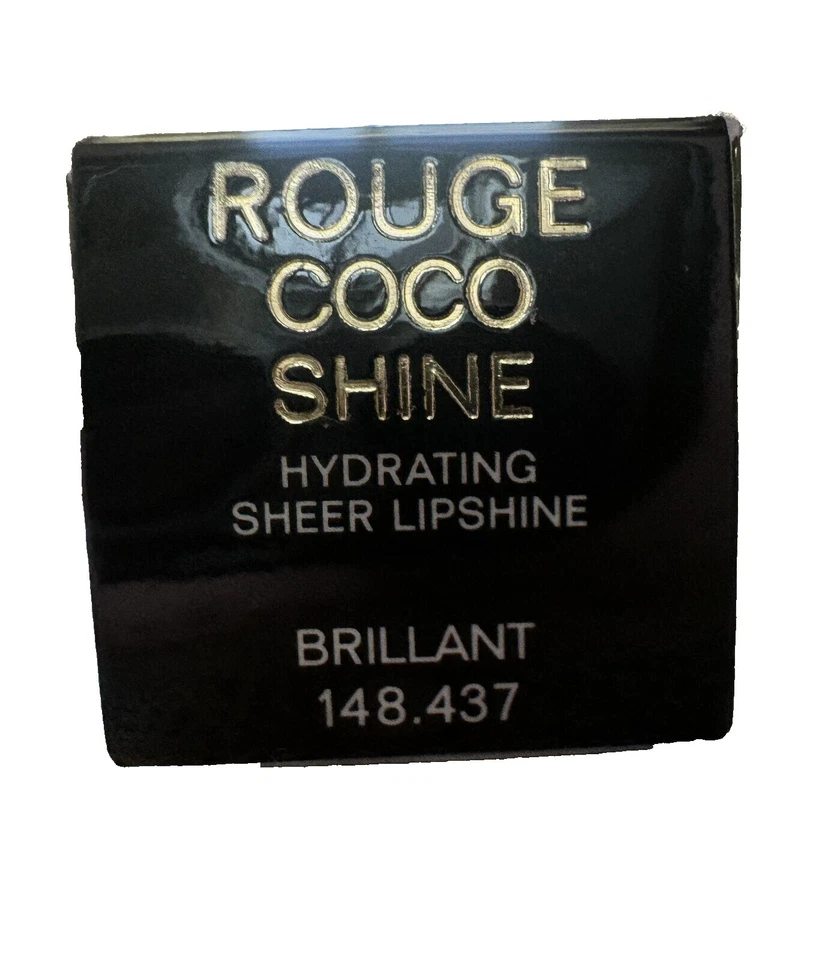 ROUGE
COCO
SHINE
HYDRATING
SHEER LIPSHINE
BRILLANT
148.437